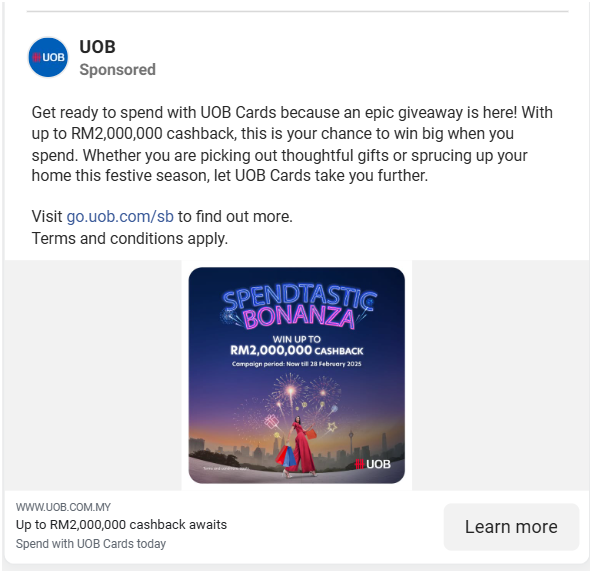 UOB
UOB
Sponsored
Get ready to spend with UOB Cards because an epic giveaway is here! With
up to RM2,000,000 cashback, this is your chance to win big when you
spend. Whether you are picking out thoughtful gifts or sprucing up your
home this festive season, let UOB Cards take you further.
Visit go.uob.com/sb to find out more.
Terms and conditions apply.
SPENDTASTIC
BONANZA
WIN UP TO
RM2,000,000 CASHBACK
Campaign period: Now till 28 February 2025
UOB
WWW.UOB.COM.MY
Up to RM2,000,000 cashback awaits
Spend with UOB Cards today
Learn more